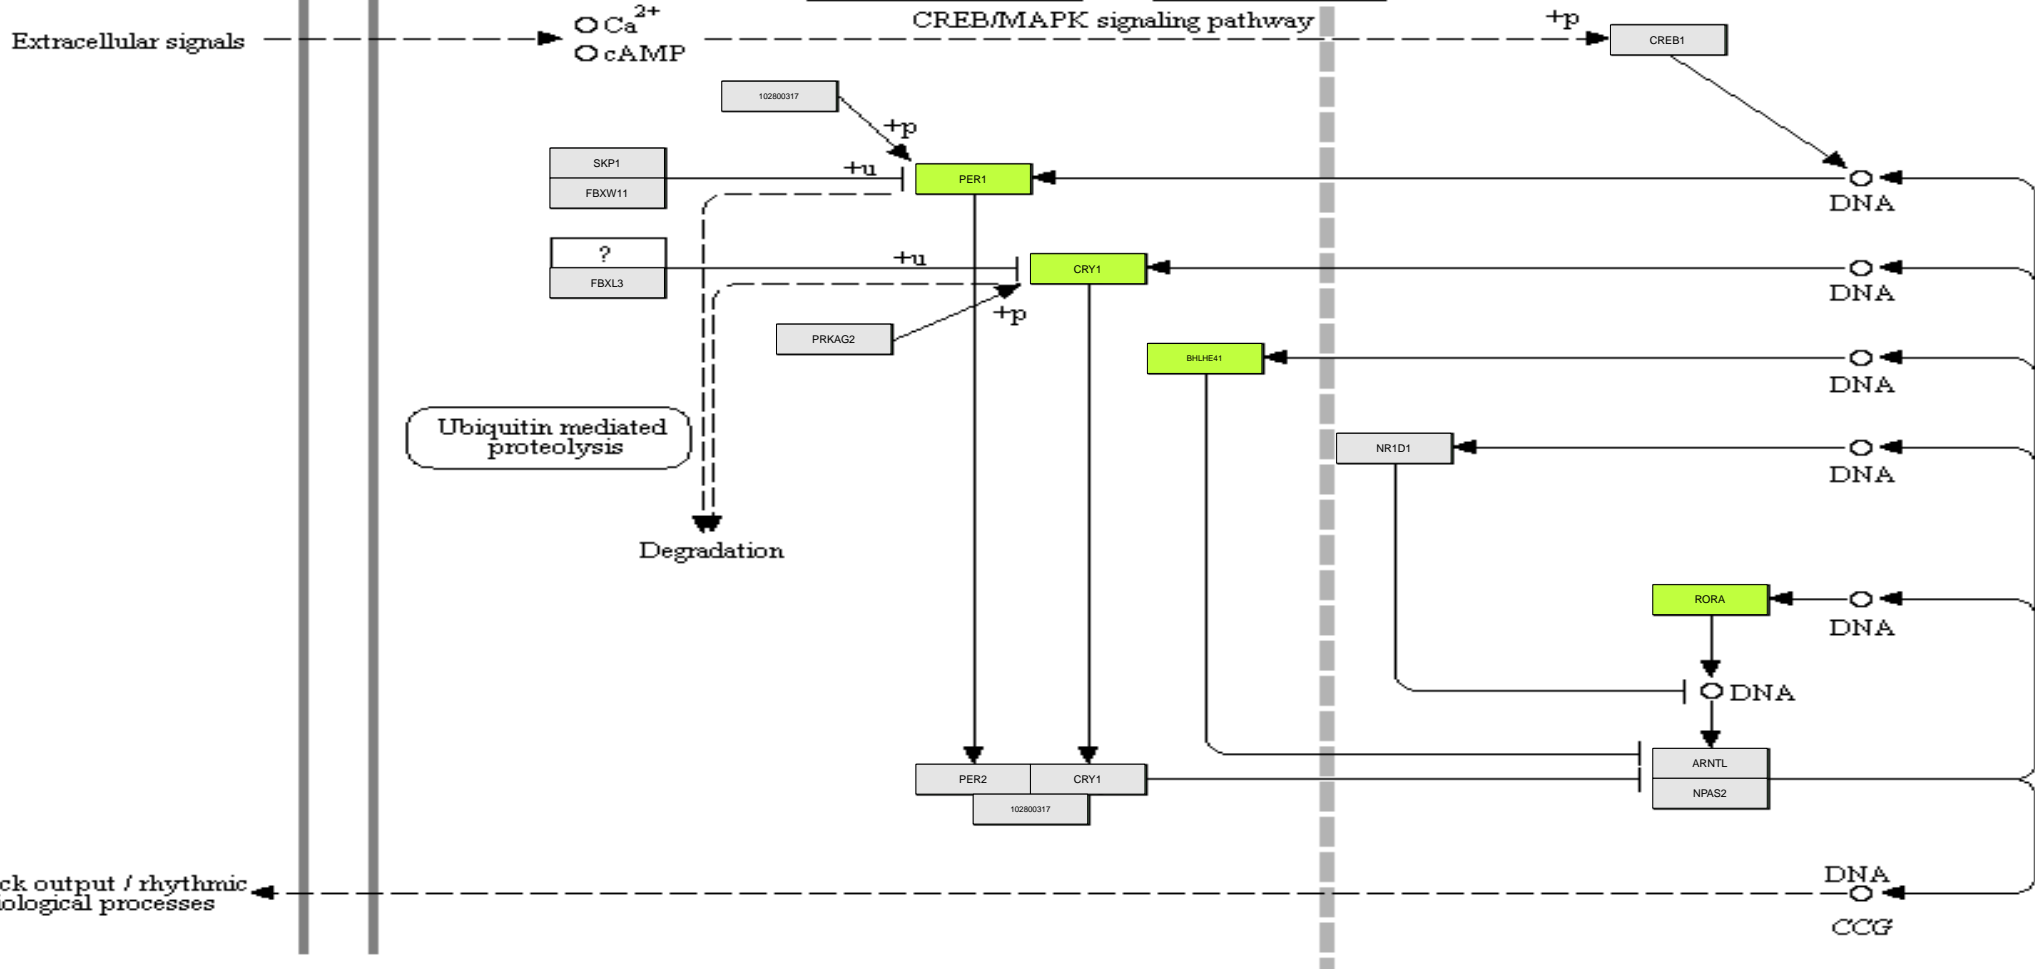 Ca2+
CREB/MAPK signaling pathway
+p
Extracellular signals
cAMP
CREB1
102800317
+p
SKP1
+u
PER1
FBXW11
DNA
?
+u
CRY1
FBXL3
DNA
+p
PRKAG2
BHLHE41
DNA
Ubiquitin mediated
proteolysis
NR1D1
DNA
Degradation
RORA
DNA
DNA
ARNTL
PER2
CRY1
NPAS2
102800317
DNA
ck output / rhythmic
iological processes
CCG